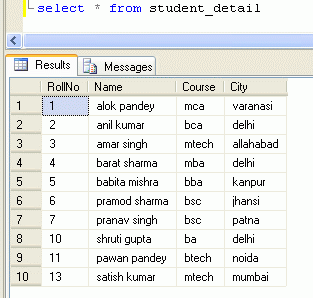 select * from student_detail
Results Messages
RollNo Name Course City
1 1 alok pandey mca varanasi
2 2 anil kumar bca delhi
3 3 amar singh mtech allahabad
4 4 barat sharma mba delhi
5 5 babita mishra bba kanpur
6 6 pramod sharma bsc jhansi
7 7 pranav singh bsc patna
8 10 shruti gupta ba delhi
9 11 pawan pandey btech noida
10 13 satish kumar mtech mumbai